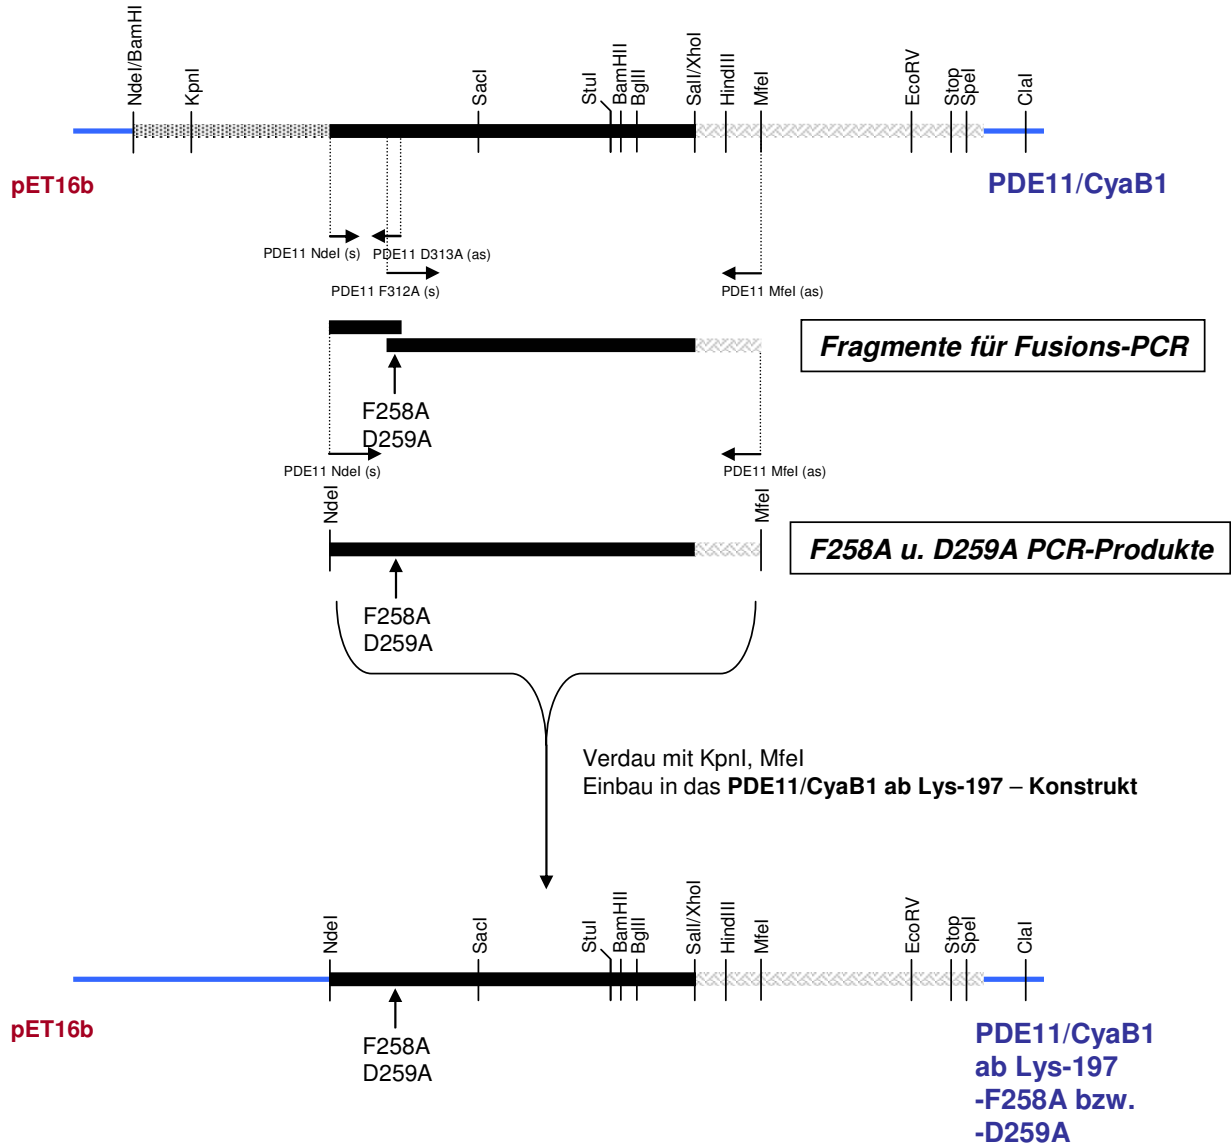 NdeI/BamHI
KpnI
SacI
StuI
BamHII
BglII
SalI/XhoI
HindIII
MfeI
EcoRV
Stop
SpeI
ClaI
pET16b
PDE11/CyaB1
PDE11 NdeI (s)
PDE11 D313A (as)
PDE11 F312A (s)
PDE11 MfeI (as)
Fragmente für Fusions-PCR
F258A
D259A
PDE11 NdeI (s)
PDE11 MfeI (as)
NdeI
MfeI
F258A u. D259A PCR-Produkte
F258A
D259A
Verdau mit KpnI, MfeI
Einbau in das PDE11/CyaB1 ab Lys-197 – Konstrukt
NdeI
SacI
StuI
BamHII
BglII
SalI/XhoI
HindIII
MfeI
EcoRV
Stop
SpeI
ClaI
pET16b
F258A
D259A
PDE11/CyaB1
ab Lys-197
-F258A bzw.
-D259A